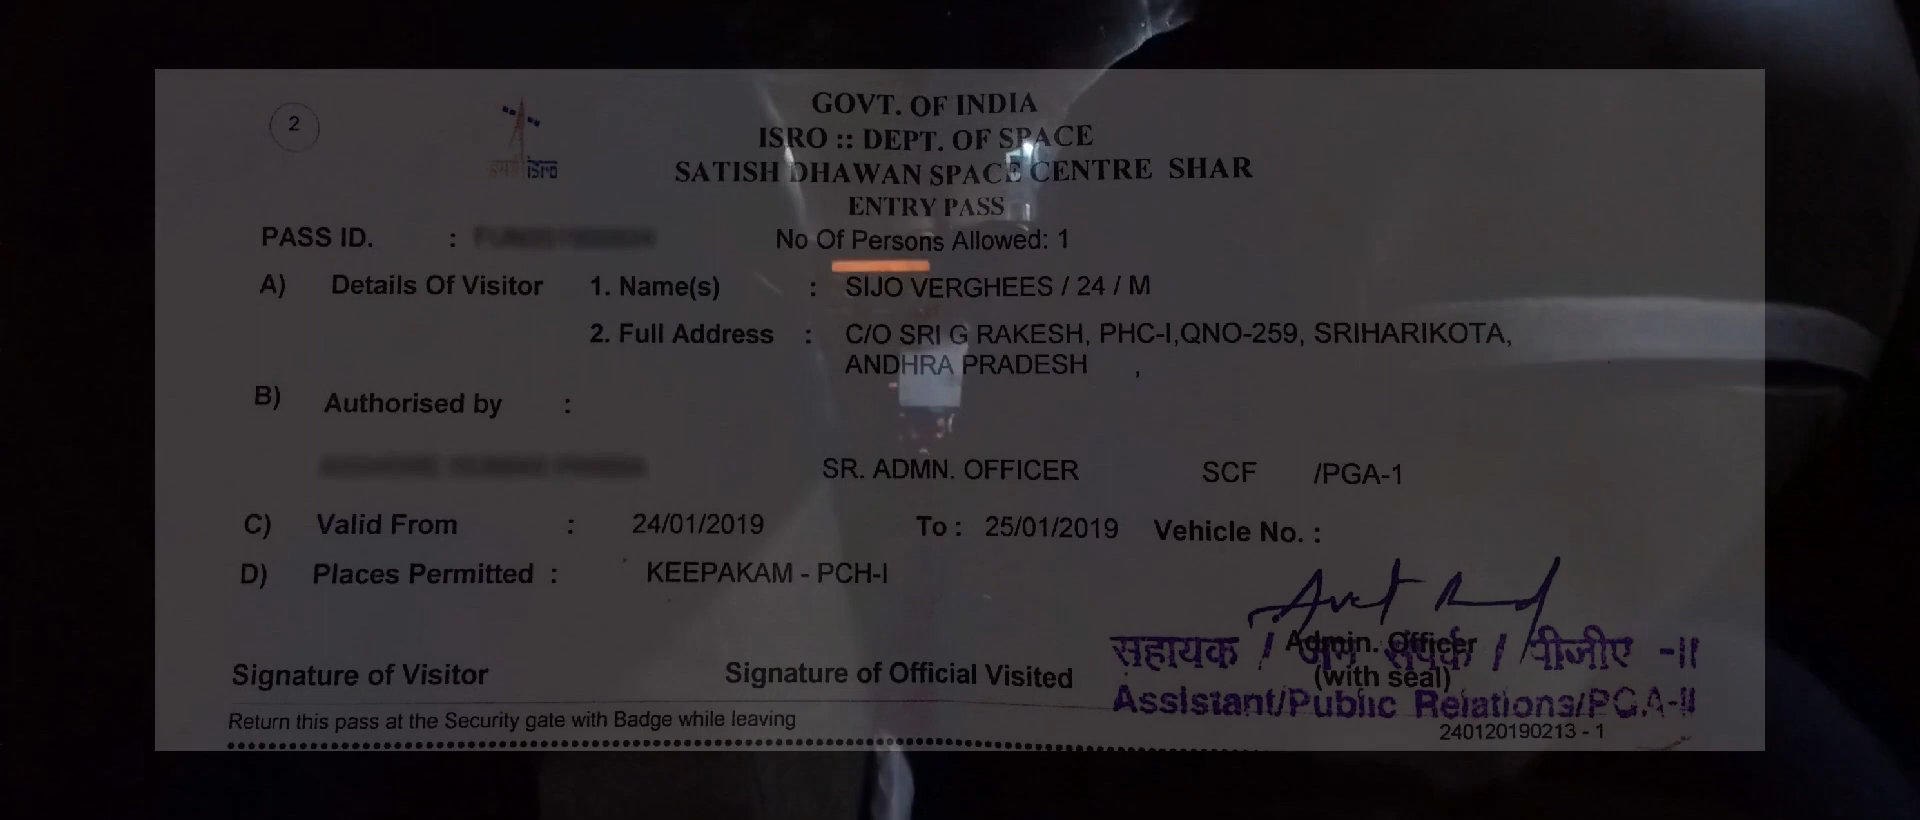 2
इसरो isro
GOVT. OF INDIA
ISRO :: DEPT. OF SPACE
SATISH DHAWAN SPACE CENTRE SHAR
ENTRY PASS
PASS ID. : No Of Persons Allowed: 1
A) Details Of Visitor 1. Name(s) : SIJO VERGHEES / 24 / M
2. Full Address : C/O SRI G RAKESH, PHC-I,QNO-259, SRIHARIKOTA,
ANDHRA PRADESH ,
B) Authorised by :
SR. ADMN. OFFICER SCF /PGA-1
C) Valid From : 24/01/2019 To : 25/01/2019 Vehicle No. :
D) Places Permitted : KEEPAKAM - PCH-I
Admin. Officer
सहायक / जन संपर्क / पीजीए -II
Signature of Visitor Signature of Official Visited (with seal)
Assistant/Public Relations/PGA-II
Return this pass at the Security gate with Badge while leaving
240120190213 - 1